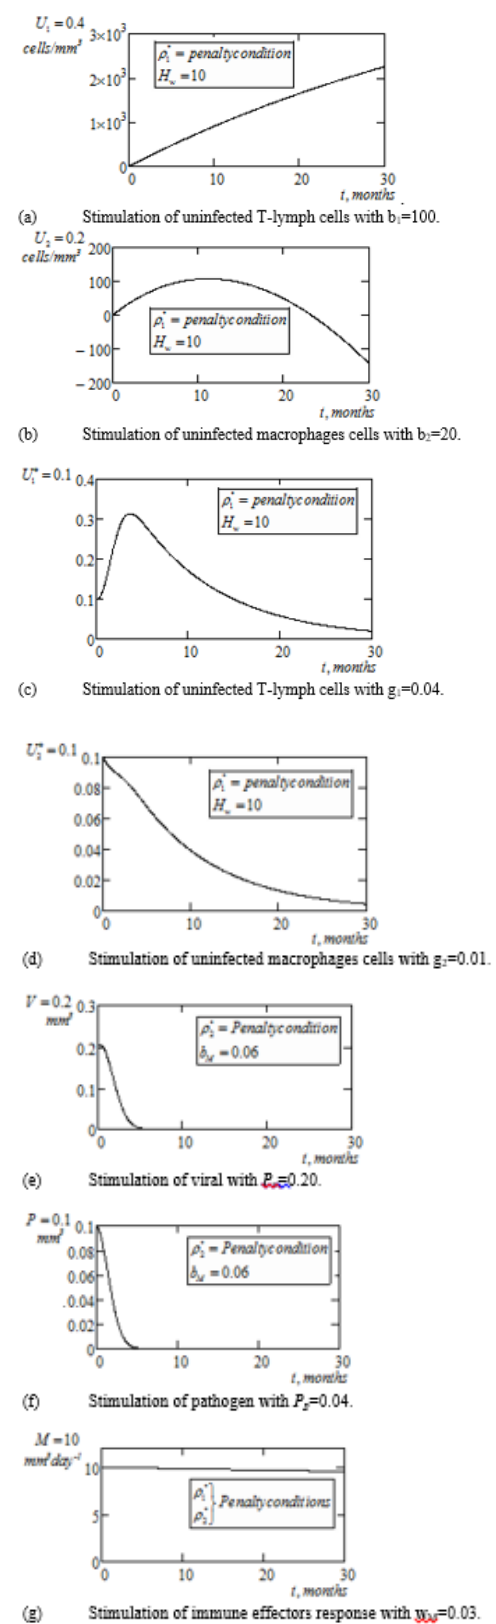 U₁ = 0.4
cells/mm³
3×10³
2×10³
1×10³
0
ρ₁* = penaltycondition
H_w = 10
0 10 20 30
t, months
(a) Stimulation of uninfected T-lymph cells with b₁=100.
U₂ = 0.2
cells/mm³
200
100
0
−100
−200
ρ₁* = penaltycondition
H_w = 10
0 10 20 30
t, months
(b) Stimulation of uninfected macrophages cells with b₂=20.
U₁* = 0.1
0.4
0.3
0.2
0.1
0
ρ₁* = penaltycondition
H_w = 10
0 10 20 30
t, months
(c) Stimulation of uninfected T-lymph cells with g₁=0.04.
U₂* = 0.1
0.1
0.08
0.06
0.04
0.02
0
ρ₁* = penaltycondition
H_w = 10
0 10 20 30
t, months
(d) Stimulation of uninfected macrophages cells with g₂=0.01.
V = 0.2
mm³
0.3
0.2
0.1
0
ρ₂* = Penaltycondition
b_M = 0.06
0 10 20 30
t, months
(e) Stimulation of viral with =0.20.
P = 0.1
mm³
0.1
0.08
0.06
.0.04
0.02
0
ρ₂* = Penaltycondition
b_M = 0.06
0 10 20 30
t, months
(f) Stimulation of pathogen with =0.04.
M = 10
mm³day⁻¹
10
5
0
ρ₁*
ρ₂*
} Penaltyconditions
0 10 20 30
t, months
(g) Stimulation of immune effectors response with w_M=0.03.